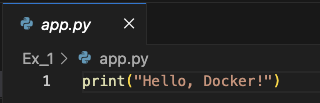 app.py
Ex_1 > app.py
1 print("Hello, Docker!")